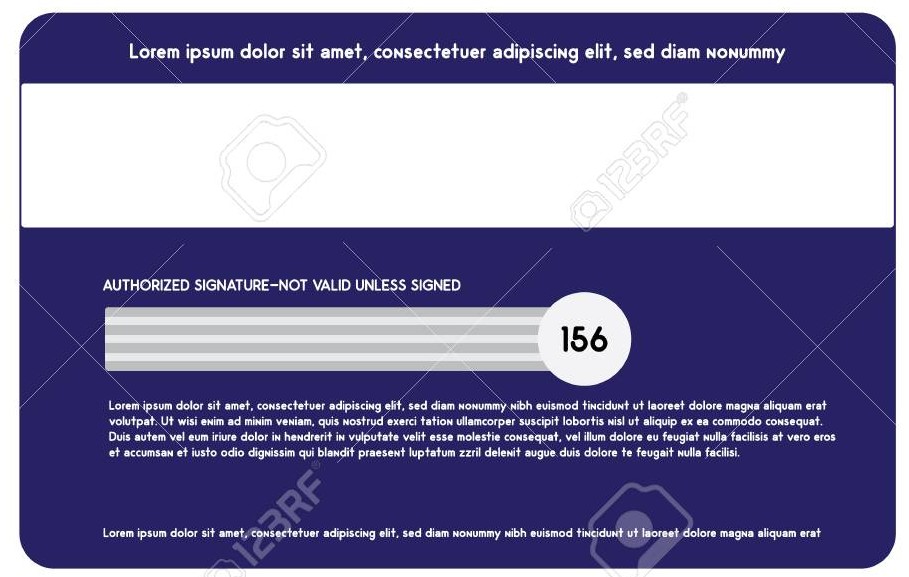 Lorem ipsum dolor sit amet, consectetuer adipiscing elit, sed diam nonummy
123RF
AUTHORIZED SIGNATURE-NOT VALID UNLESS SIGNED
156
Lorem ipsum dolor sit amet, consectetuer adipiscing elit, sed diam nonummy nibh euismod tincidunt ut laoreet dolore magna aliquam erat
volutpat. Ut wisi enim ad minim veniam, quis nostrud exerci tation ullamcorper suscipit lobortis nisl ut aliquip ex ea commodo consequat.
Duis autem vel eum iriure dolor in hendrerit in vulputate velit esse molestie consequat, vel illum dolore eu feugiat nulla facilisis at vero eros
et accumsan et iusto odio dignissim qui blandit praesent luptatum zzril delenit augue duis dolore te feugait nulla facilisi.
123RF
Lorem ipsum dolor sit amet, consectetuer adipiscing elit, sed diam nonummy nibh euismod tincidunt ut laoreet dolore magna aliquam erat